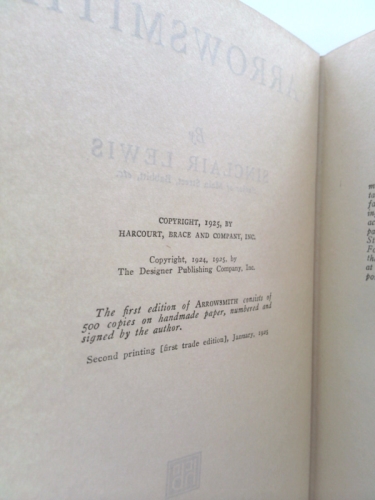 ARROWSMITH
By
SINCLAIR LEWIS
COPYRIGHT, 1925, BY
HARCOURT, BRACE AND COMPANY, INC.
Copyright, 1924, 1925, by
The Designer Publishing Company, Inc.
The first edition of ARROWSMITH consists of
500 copies on handmade paper, numbered and
signed by the author.
Second printing [first trade edition], January, 1925